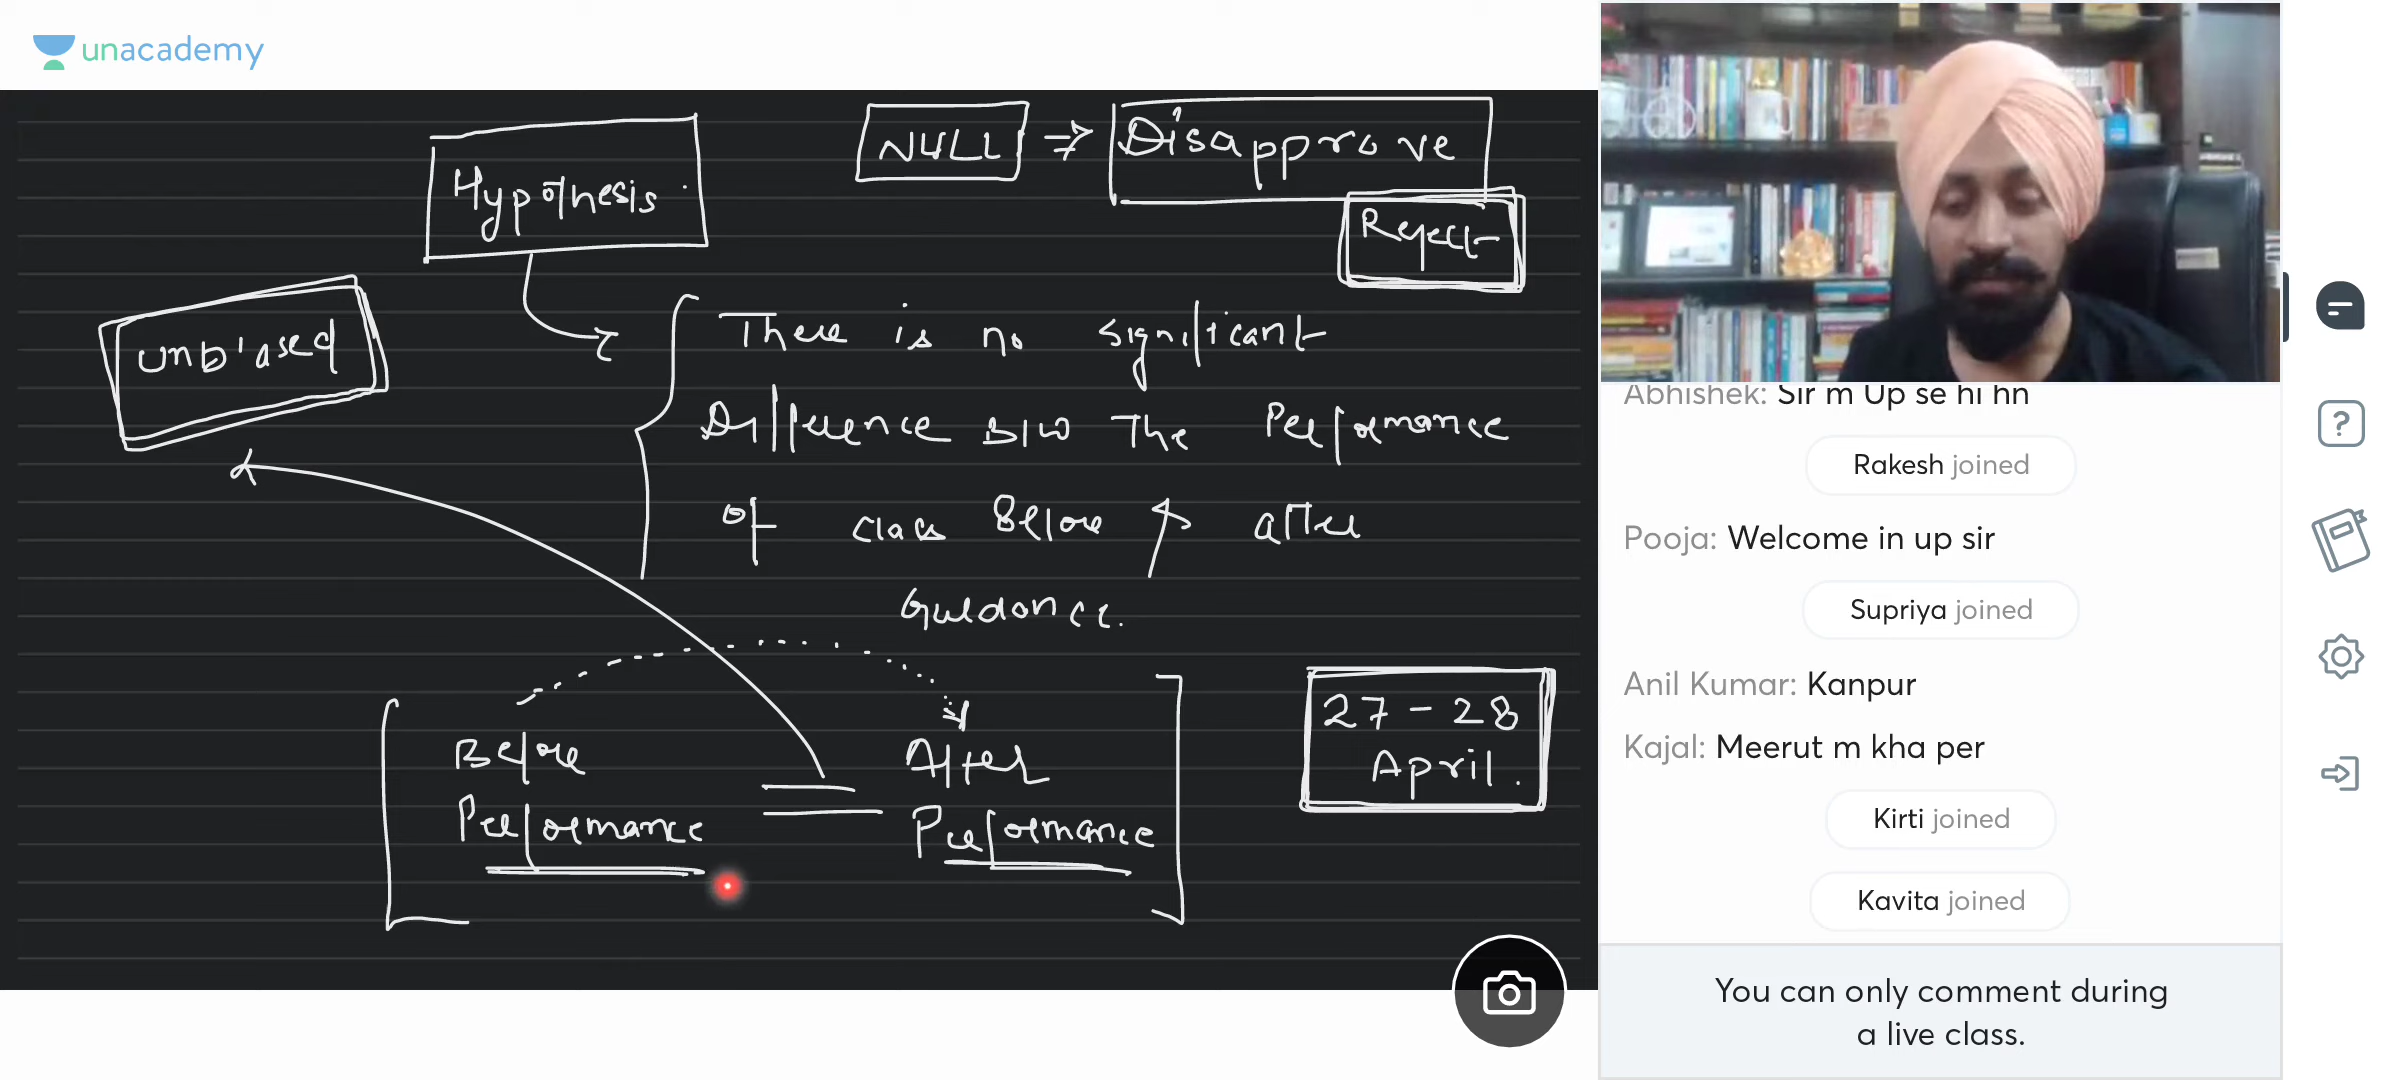 unacademy
NULL ⇒ Disapprove
Hypothesis.
Reject
Unbiased
There is no significant
Difference B/W The Performance
of class Before & after
Guidance.
Before
Performance
=
After
Performance
27 - 28
April.
Abhishek: Sir m Up se hi hn
Rakesh joined
Pooja: Welcome in up sir
Supriya joined
Anil Kumar: Kanpur
Kajal: Meerut m kha per
Kirti joined
Kavita joined
You can only comment during
a live class.